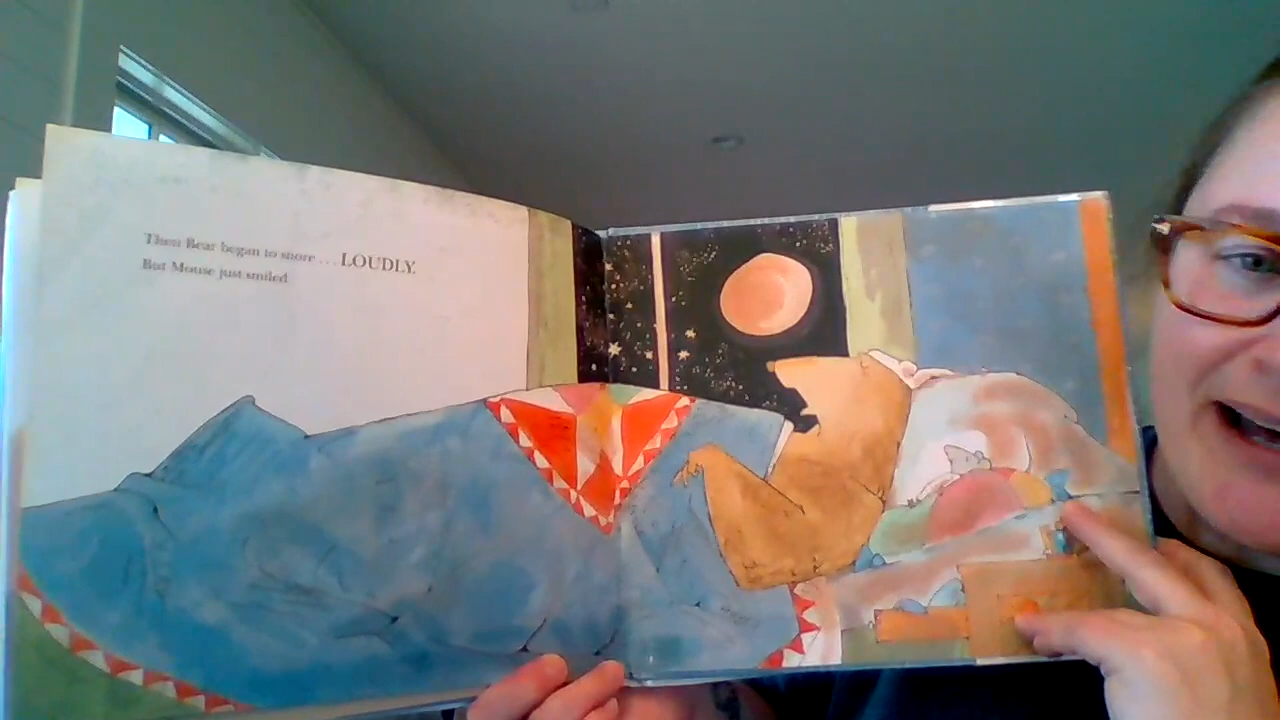 Then Bear began to snore . . . LOUDLY.
But Mouse just smiled.